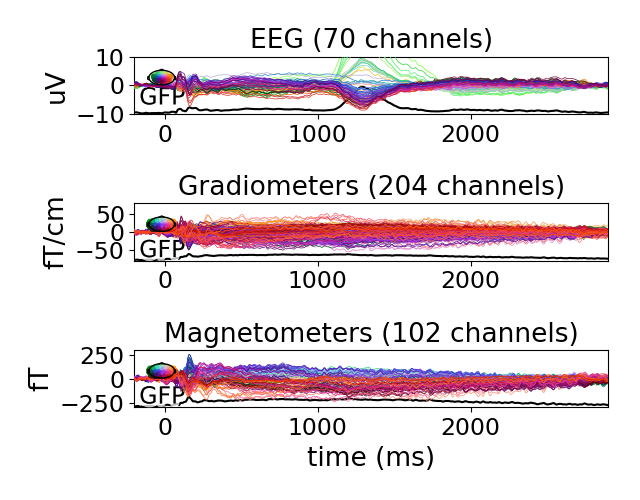 EEG (70 channels)
10
0
−10
uV
GFP
0 1000 2000
Gradiometers (204 channels)
50
0
−50
fT/cm
GFP
0 1000 2000
Magnetometers (102 channels)
250
0
−250
fT
GFP
0 1000 2000
time (ms)